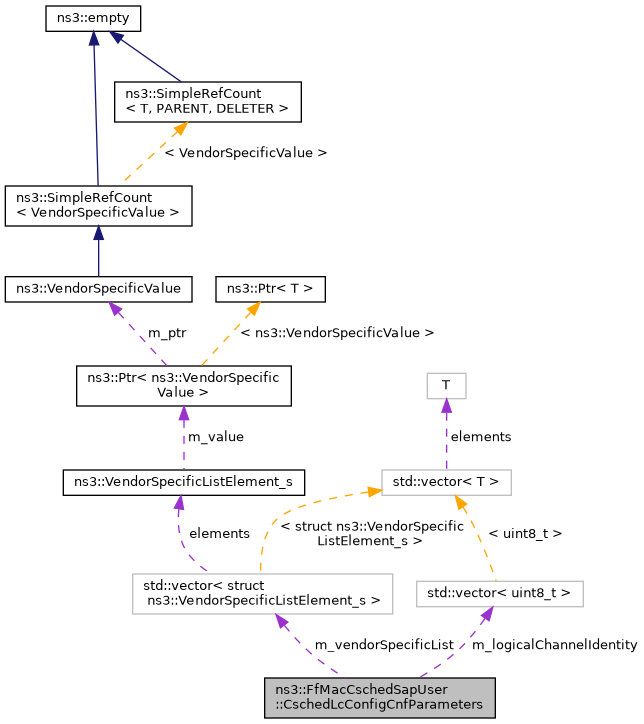 ns3::empty
ns3::SimpleRefCount
< T, PARENT, DELETER >
< VendorSpecificValue >
ns3::SimpleRefCount
< VendorSpecificValue >
ns3::VendorSpecificValue
ns3::Ptr< T >
m_ptr
< ns3::VendorSpecificValue >
ns3::Ptr< ns3::VendorSpecific
Value >
T
m_value
elements
ns3::VendorSpecificListElement_s
std::vector< T >
elements
< struct ns3::VendorSpecific
ListElement_s >
< uint8_t >
std::vector< struct
ns3::VendorSpecificListElement_s >
std::vector< uint8_t >
m_vendorSpecificList
m_logicalChannelIdentity
ns3::FfMacCschedSapUser
::CschedLcConfigCnfParameters